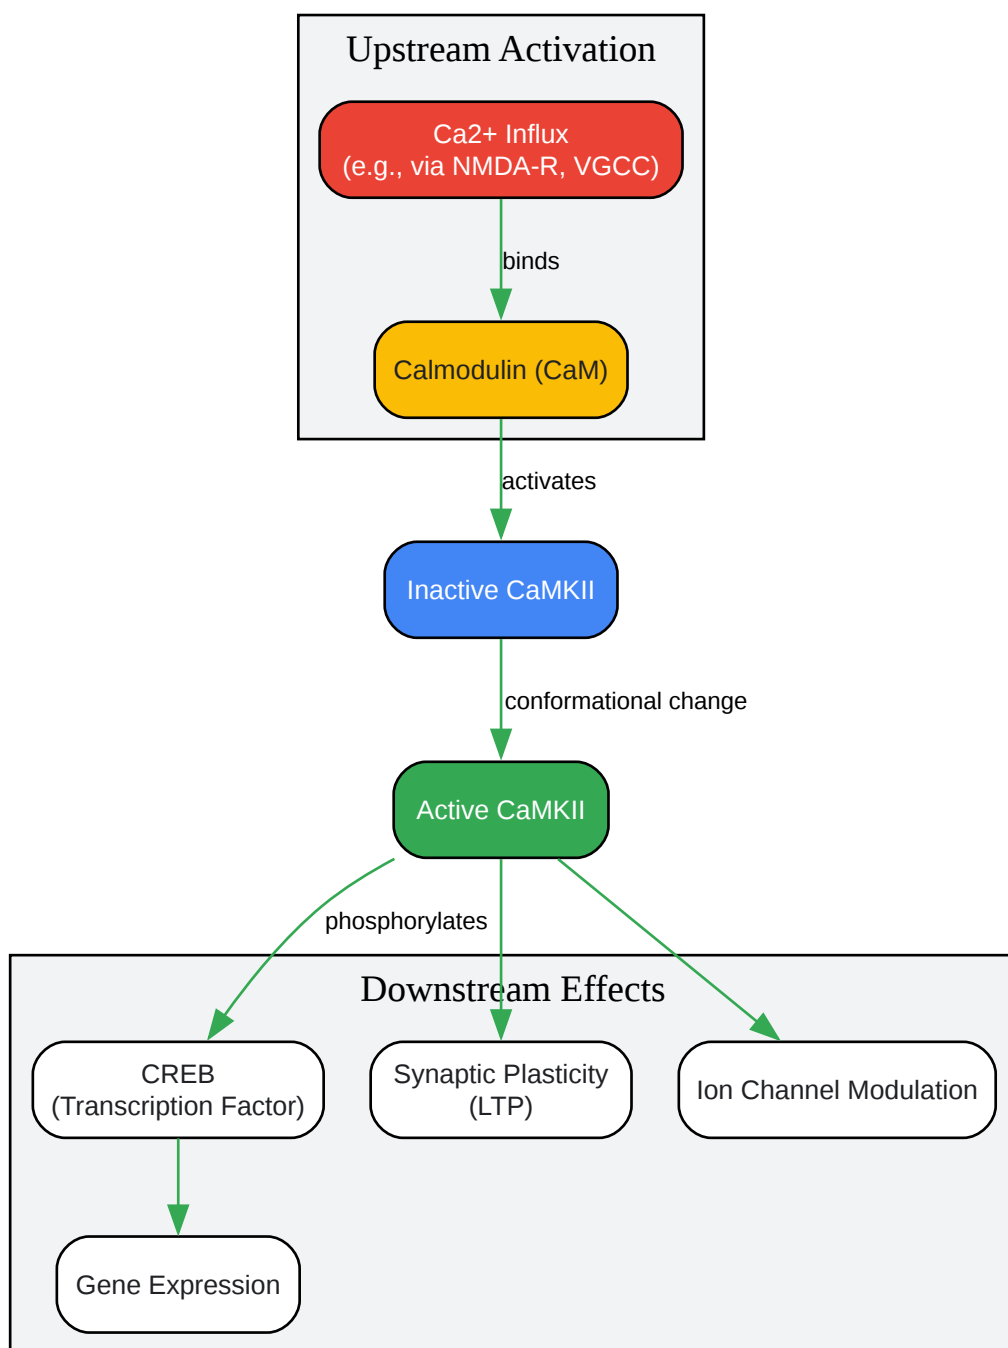 Upstream Activation
Ca2+ Influx
(e.g., via NMDA-R, VGCC)
binds
Calmodulin (CaM)
activates
Inactive CaMKII
conformational change
Active CaMKII
phosphorylates
Downstream Effects
CREB
(Transcription Factor)
Synaptic Plasticity
(LTP)
Ion Channel Modulation
Gene Expression